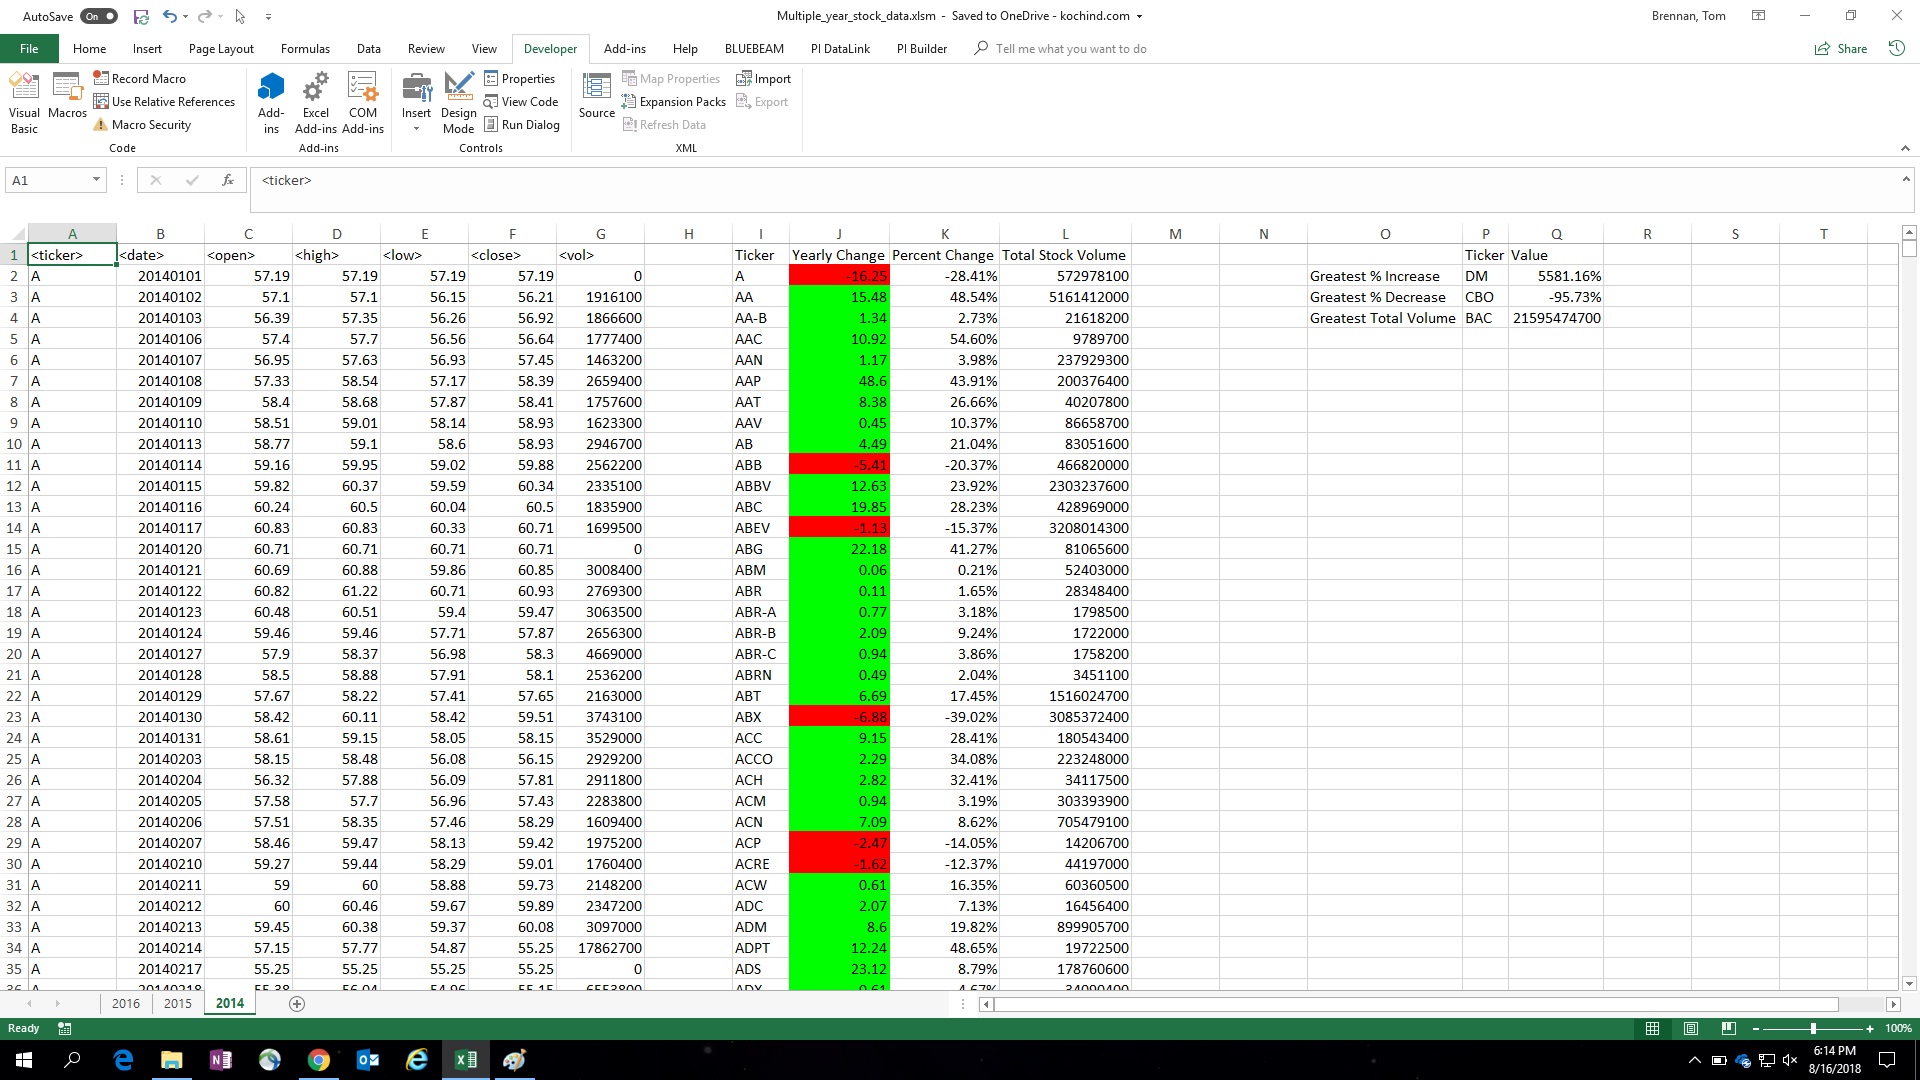 AutoSave On Multiple_year_stock_data.xlsm - Saved to OneDrive - kochind.com Brennan, Tom
File Home Insert Page Layout Formulas Data Review View Developer Add-ins Help BLUEBEAM PI DataLink PI Builder Tell me what you want to do Share
Visual Basic
Macros
Record Macro
Use Relative References
Macro Security
Code
Add-ins
Excel Add-ins
COM Add-ins
Add-ins
Insert
Design Mode
Properties
View Code
Run Dialog
Controls
Source
Map Properties
Expansion Packs
Refresh Data
Import
Export
XML
A1 fx <ticker>
A B C D E F G H I J K L M N O P Q R S T
1 <ticker> <date> <open> <high> <low> <close> <vol> Ticker Yearly Change Percent Change Total Stock Volume Ticker Value
2 A 20140101 57.19 57.19 57.19 57.19 0 A -16.25 -28.41% 572978100 Greatest % Increase DM 5581.16%
3 A 20140102 57.1 57.1 56.15 56.21 1916100 AA 15.48 48.54% 5161412000 Greatest % Decrease CBO -95.73%
4 A 20140103 56.39 57.35 56.26 56.92 1866600 AA-B 1.34 2.73% 21618200 Greatest Total Volume BAC 21595474700
5 A 20140106 57.4 57.7 56.56 56.64 1777400 AAC 10.92 54.60% 9789700
6 A 20140107 56.95 57.63 56.93 57.45 1463200 AAN 1.17 3.98% 237929300
7 A 20140108 57.33 58.54 57.17 58.39 2659400 AAP 48.6 43.91% 200376400
8 A 20140109 58.4 58.68 57.87 58.41 1757600 AAT 8.38 26.66% 40207800
9 A 20140110 58.51 59.01 58.14 58.93 1623300 AAV 0.45 10.37% 86658700
10 A 20140113 58.77 59.1 58.6 58.93 2946700 AB 4.49 21.04% 83051600
11 A 20140114 59.16 59.95 59.02 59.88 2562200 ABB -5.41 -20.37% 466820000
12 A 20140115 59.82 60.37 59.59 60.34 2335100 ABBV 12.63 23.92% 2303237600
13 A 20140116 60.24 60.5 60.04 60.5 1835900 ABC 19.85 28.23% 428969000
14 A 20140117 60.83 60.83 60.33 60.71 1699500 ABEV -1.13 -15.37% 3208014300
15 A 20140120 60.71 60.71 60.71 60.71 0 ABG 22.18 41.27% 81065600
16 A 20140121 60.69 60.88 59.86 60.85 3008400 ABM 0.06 0.21% 52403000
17 A 20140122 60.82 61.22 60.71 60.93 2769300 ABR 0.11 1.65% 28348400
18 A 20140123 60.48 60.51 59.4 59.47 3063500 ABR-A 0.77 3.18% 1798500
19 A 20140124 59.46 59.46 57.71 57.87 2656300 ABR-B 2.09 9.24% 1722000
20 A 20140127 57.9 58.37 56.98 58.3 4669000 ABR-C 0.94 3.86% 1758200
21 A 20140128 58.5 58.88 57.91 58.1 2536200 ABRN 0.49 2.04% 3451100
22 A 20140129 57.67 58.22 57.41 57.65 2163000 ABT 6.69 17.45% 1516024700
23 A 20140130 58.42 60.11 58.42 59.51 3743100 ABX -6.88 -39.02% 3085372400
24 A 20140131 58.61 59.15 58.05 58.15 3529000 ACC 9.15 28.41% 180543400
25 A 20140203 58.15 58.48 56.08 56.15 2929200 ACCO 2.29 34.08% 223248000
26 A 20140204 56.32 57.88 56.09 57.81 2911800 ACH 2.82 32.41% 34117500
27 A 20140205 57.58 57.7 56.96 57.43 2283800 ACM 0.94 3.19% 303393900
28 A 20140206 57.51 58.35 57.46 58.29 1609400 ACN 7.09 8.62% 705479100
29 A 20140207 58.46 59.47 58.13 59.42 1975200 ACP -2.47 -14.05% 14206700
30 A 20140210 59.27 59.44 58.29 59.01 1760400 ACRE -1.62 -12.37% 44197000
31 A 20140211 59 60 58.88 59.73 2148200 ACW 0.61 16.35% 60360500
32 A 20140212 60 60.46 59.67 59.89 2347200 ADC 2.07 7.13% 16456400
33 A 20140213 59.45 60.38 59.37 60.08 3097000 ADM 8.6 19.82% 899905700
34 A 20140214 57.15 57.77 54.87 55.25 17862700 ADPT 12.24 48.65% 19722500
35 A 20140217 55.25 55.25 55.25 55.25 0 ADS 23.12 8.79% 178760600
2016 2015 2014
Ready 100%
6:14 PM
8/16/2018